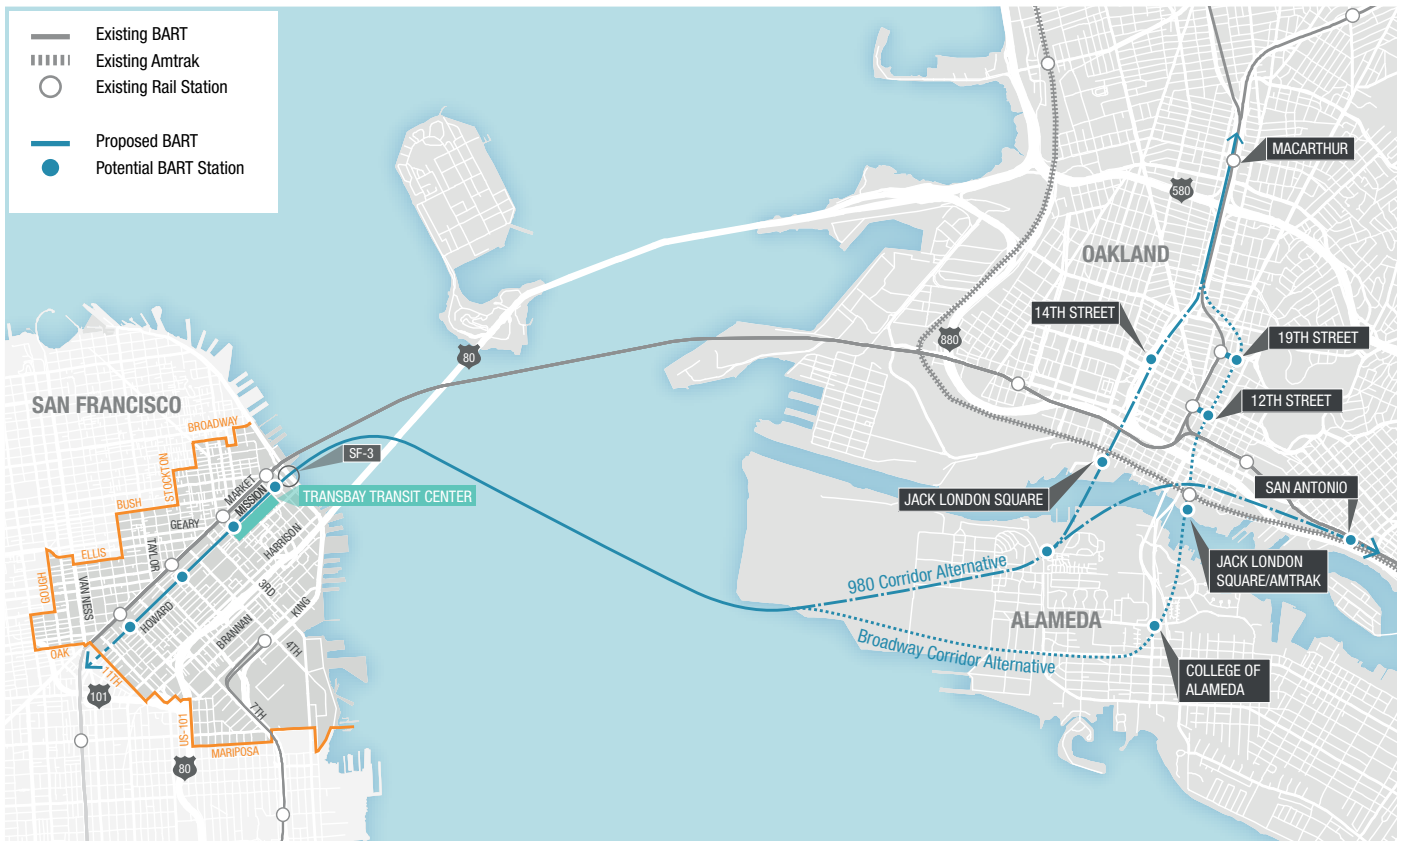 Existing BART
Existing Amtrak
Existing Rail Station
Proposed BART
Potential BART Station
MACARTHUR
580
OAKLAND
14TH STREET
880
19TH STREET
80
12TH STREET
SAN FRANCISCO
BROADWAY
STOCKTON
SF-3
MARKET
MISSION
TRANSBAY TRANSIT CENTER
BUSH
GEARY
HARRISON
TAYLOR
ELLIS
GOUGH
VAN NESS
3RD
KING
HOWARD
BRANNAN
4TH
OAK
11TH
101
7TH
US-101
MARIPOSA
80
JACK LONDON SQUARE
SAN ANTONIO
JACK LONDON
SQUARE/AMTRAK
980 Corridor Alternative
ALAMEDA
Broadway Corridor Alternative
COLLEGE OF
ALAMEDA